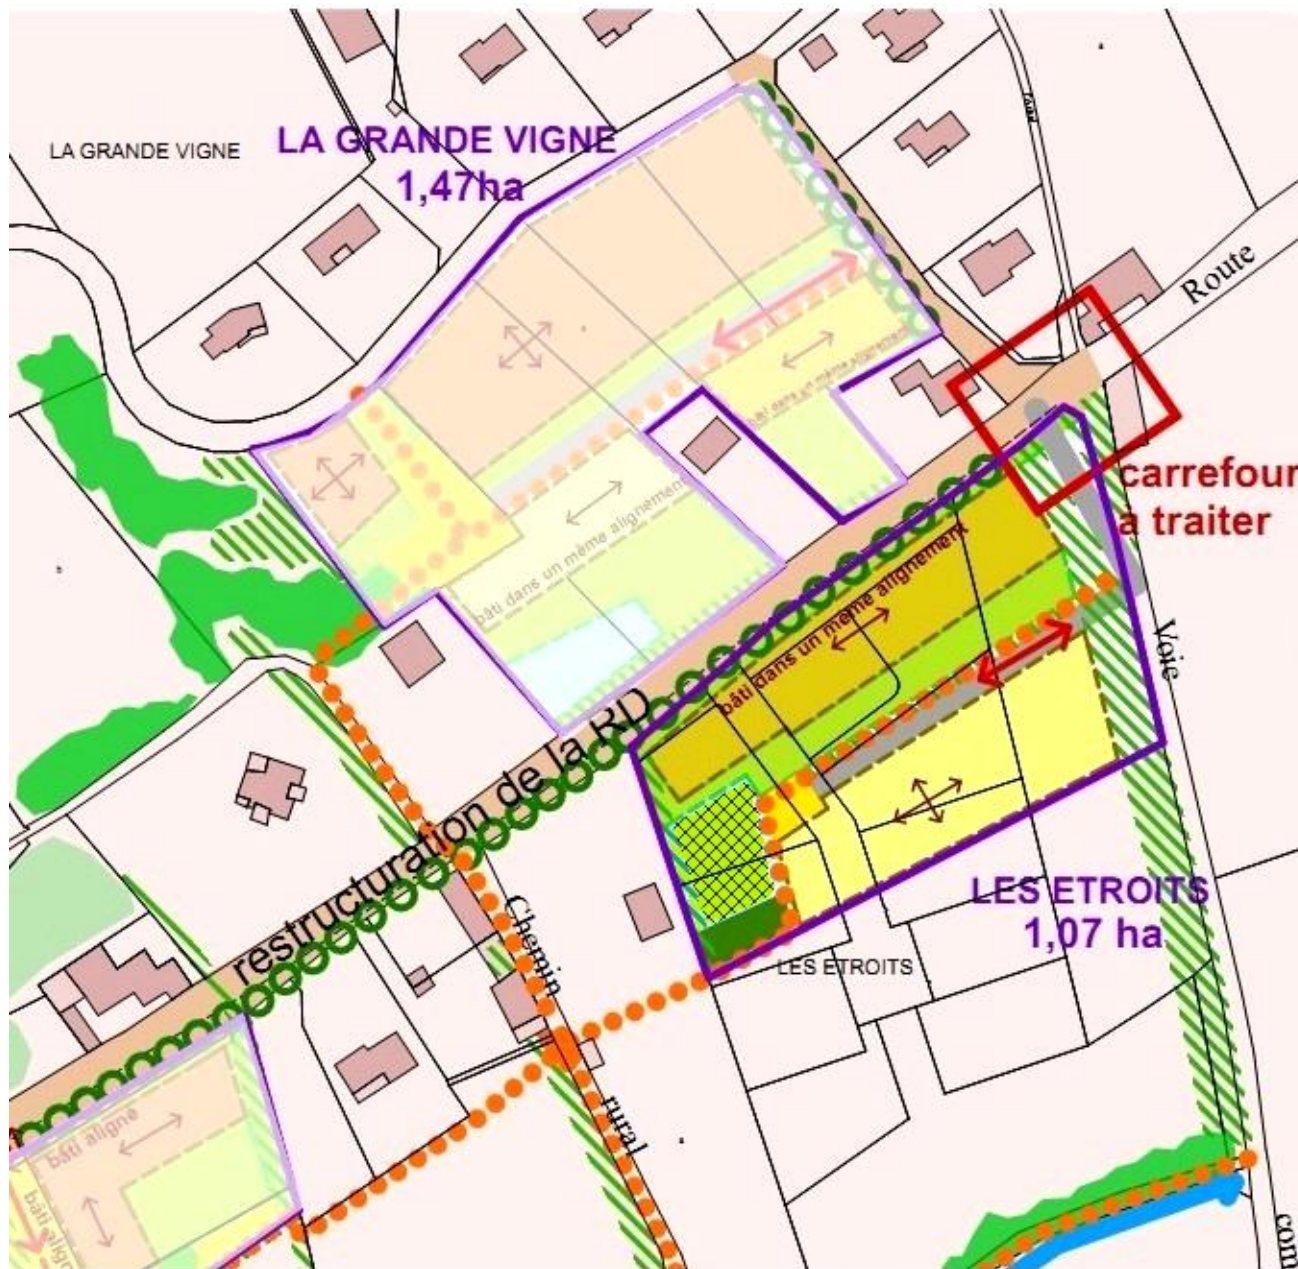 LA GRANDE VIGNE
LA GRANDE VIGNE
1,47ha
Route
bâti dans un même alignement
bâti dans un même alignement
carrefour
a traiter
bâti dans un même alignement
Voie
restructuration de la RD
LES ETROITS
1,07 ha
LES ETROITS
Chemin
rural
bâti aligné
bâti align
com